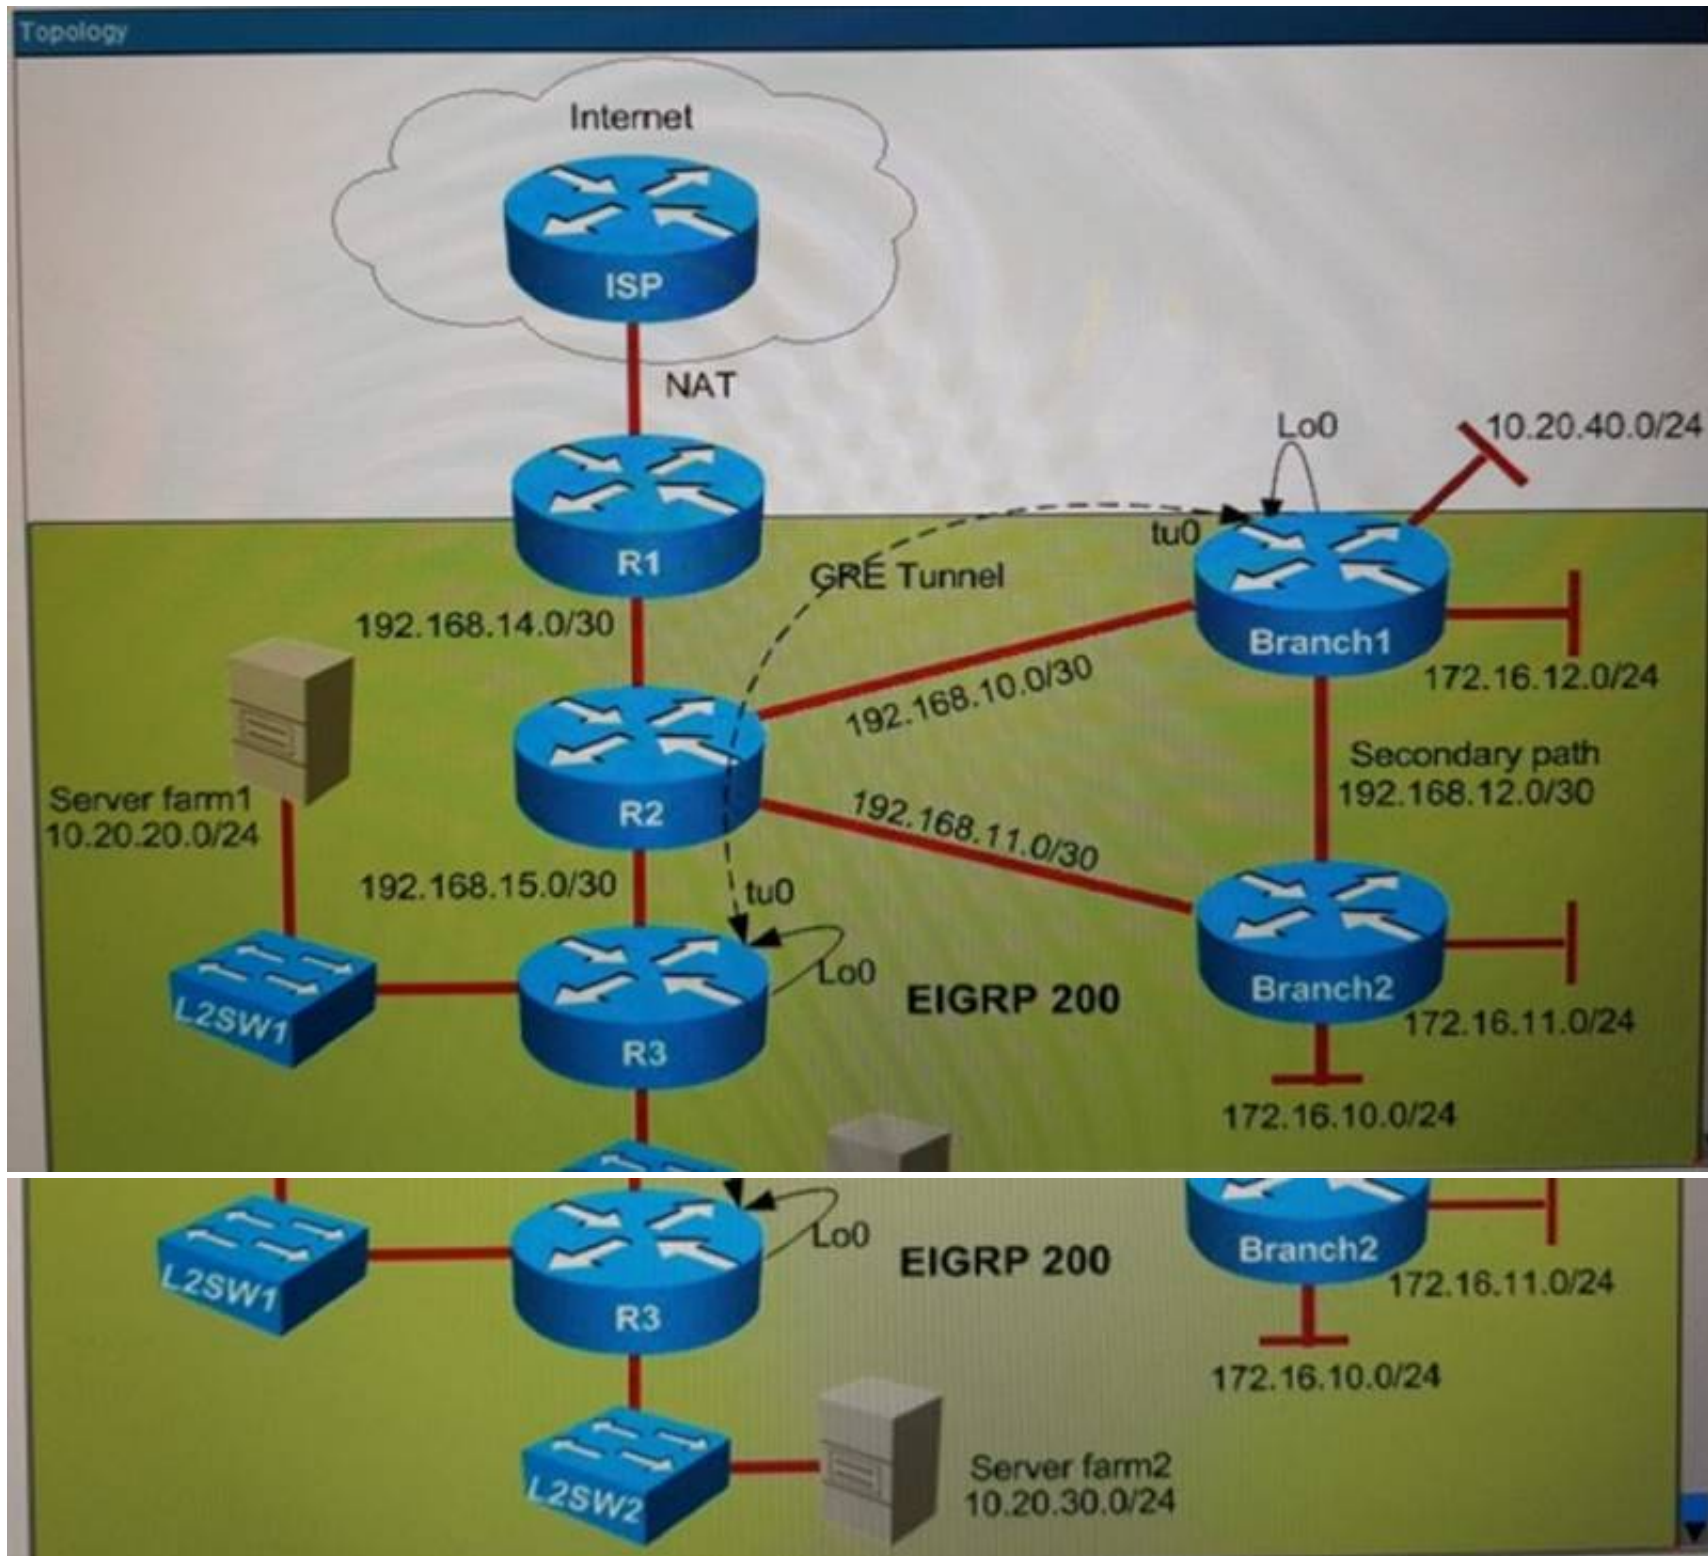 Topology
Internet
ISP
NAT
Lo0
10.20.40.0/24
R1
tu0
GRE Tunnel
Branch1
192.168.14.0/30
172.16.12.0/24
192.168.10.0/30
Secondary path
192.168.12.0/30
Server farm1
10.20.20.0/24
R2
192.168.11.0/30
192.168.15.0/30
tu0
Lo0
L2SW1
R3
EIGRP 200
Branch2
172.16.11.0/24
172.16.10.0/24
L2SW1
R3
Lo0
EIGRP 200
Branch2
172.16.11.0/24
172.16.10.0/24
L2SW2
Server farm2
10.20.30.0/24